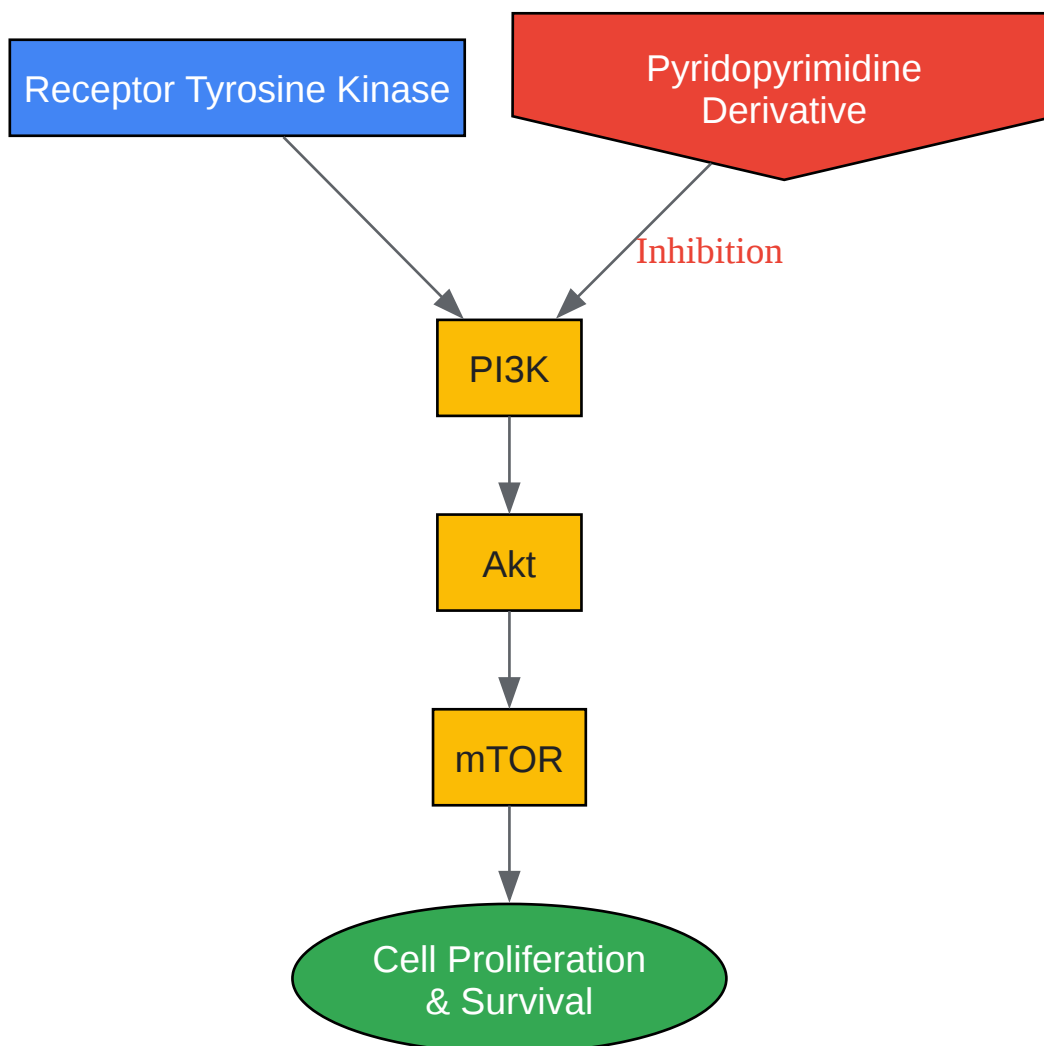 Receptor Tyrosine Kinase
Pyridopyrimidine
Derivative
Inhibition
PI3K
Akt
mTOR
Cell Proliferation
& Survival